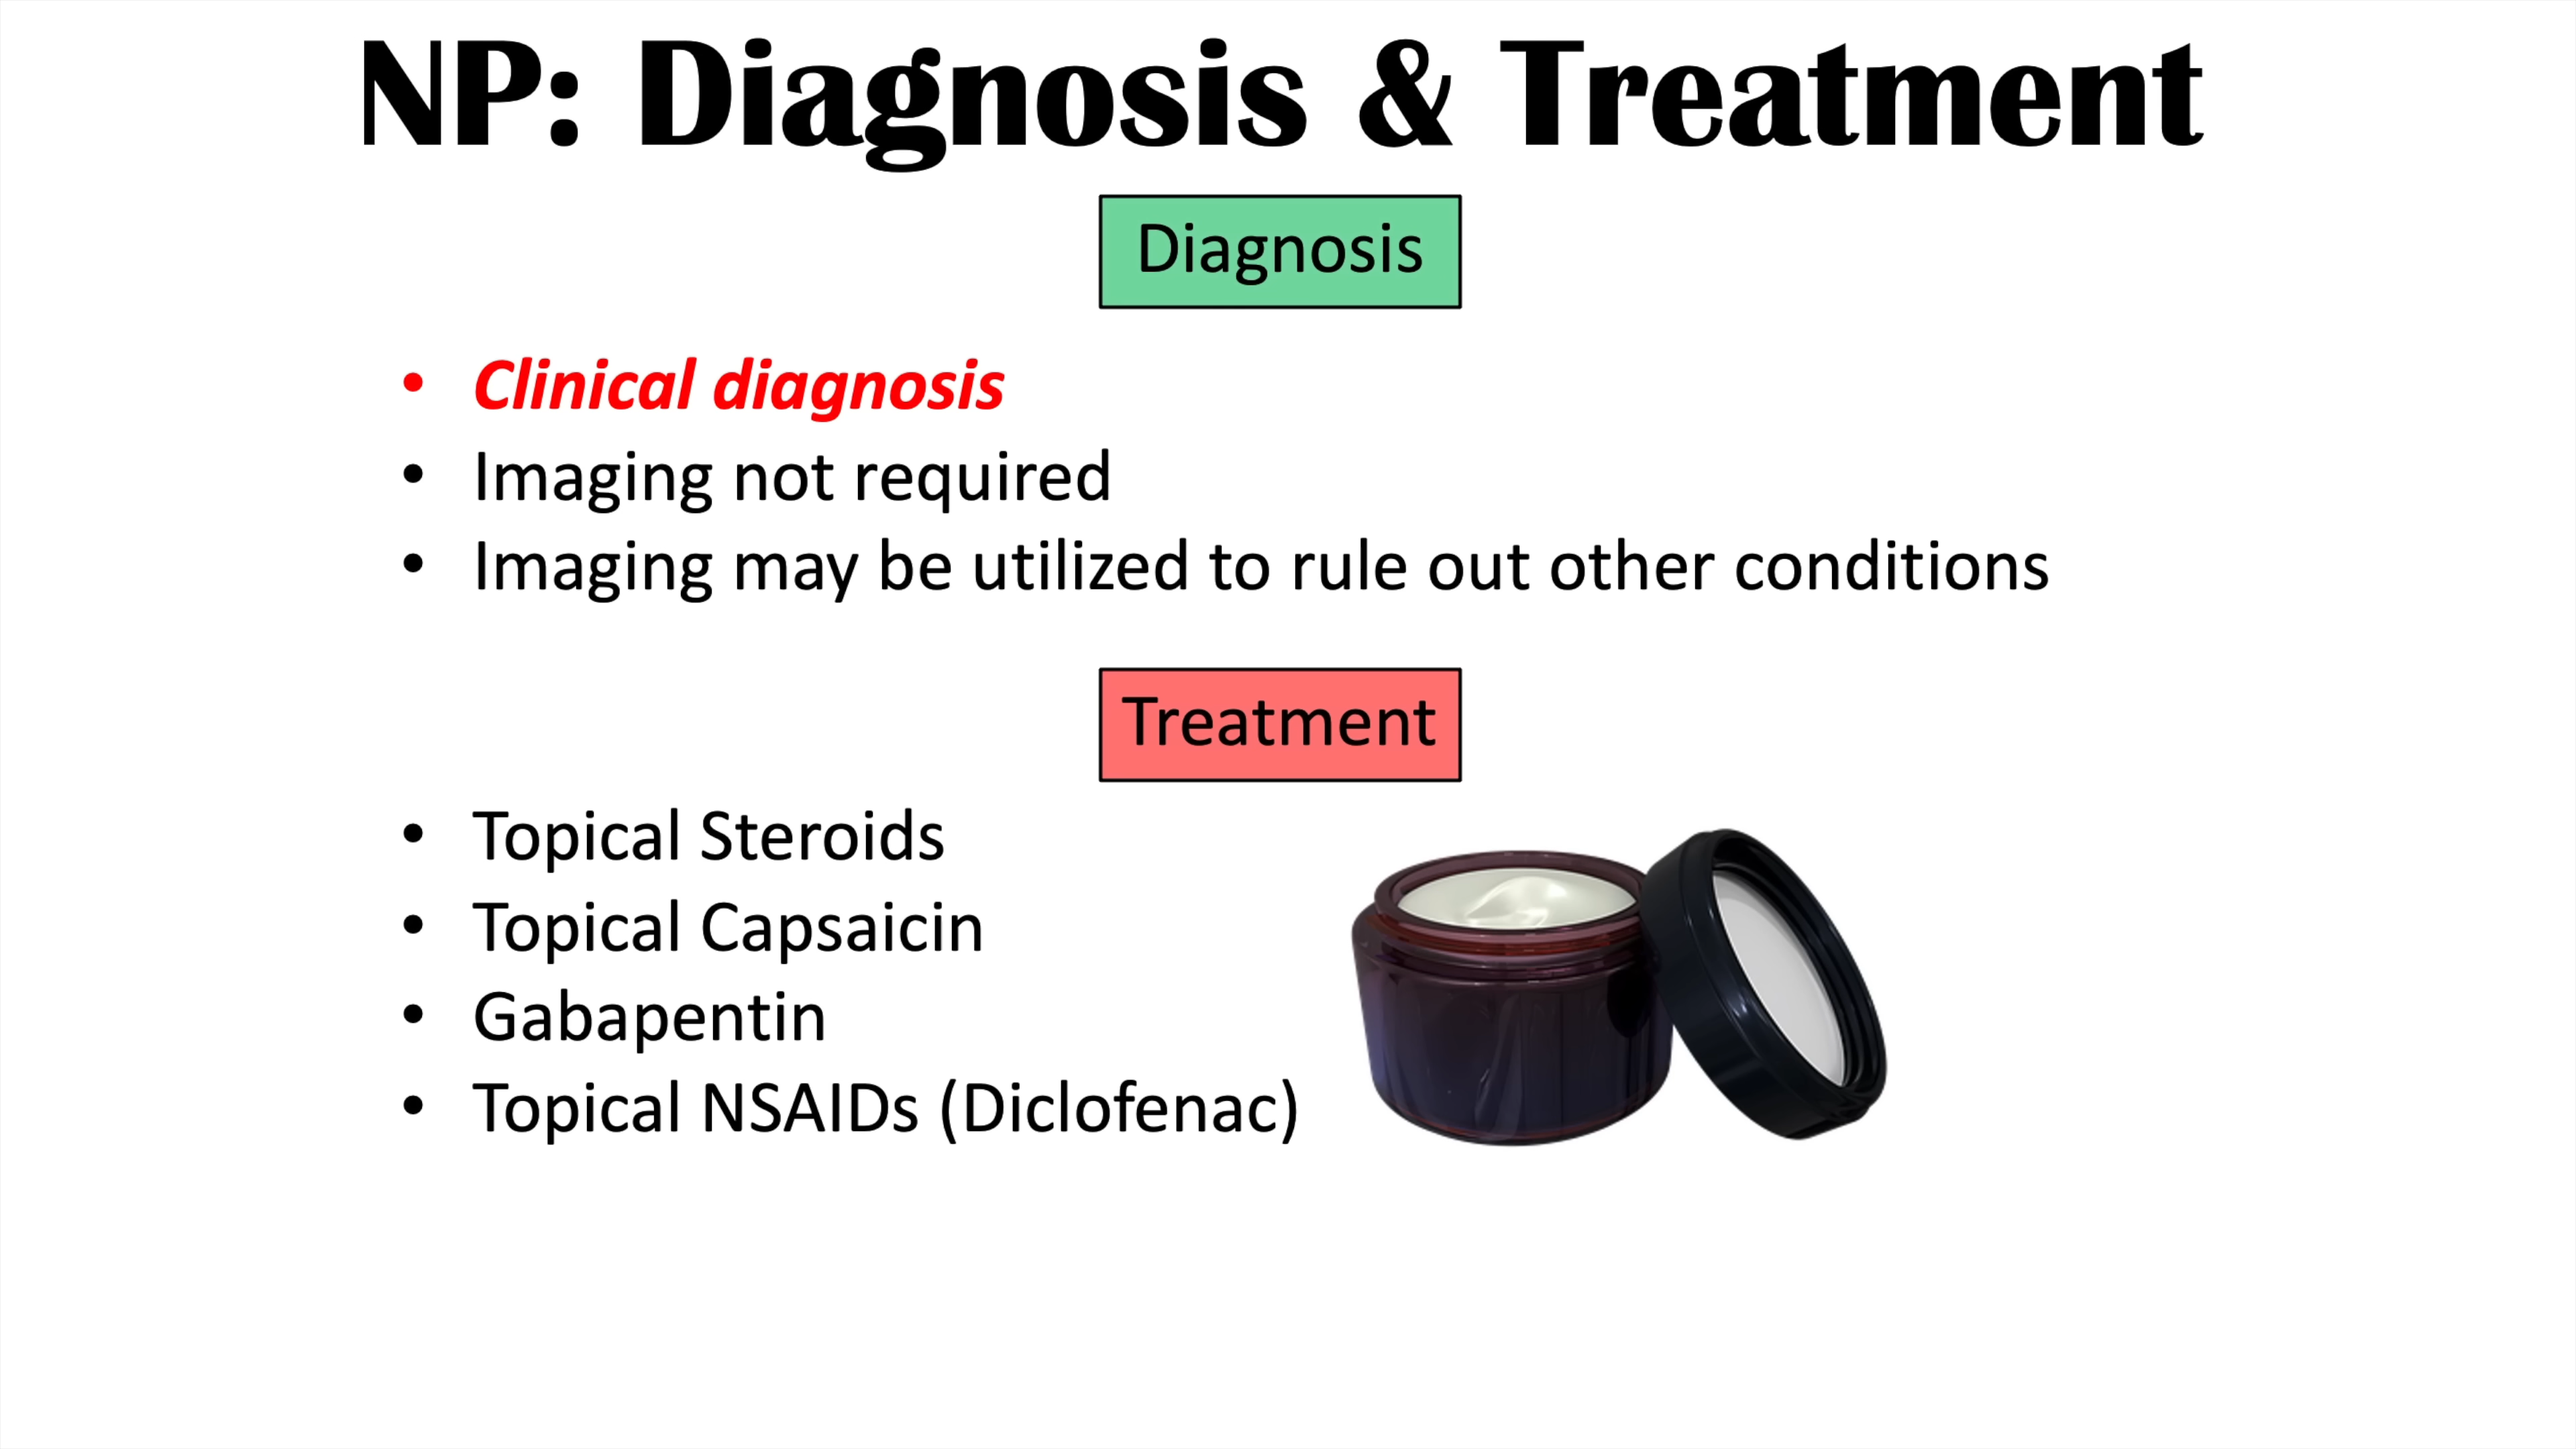 NP: Diagnosis & Treatment
Diagnosis
• Clinical diagnosis
• Imaging not required
• Imaging may be utilized to rule out other conditions
Treatment
• Topical Steroids
• Topical Capsaicin
• Gabapentin
• Topical NSAIDs (Diclofenac)